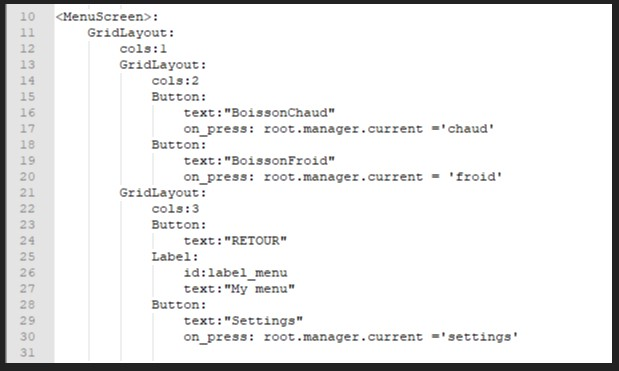 10 <MenuScreen>:
11     GridLayout:
12         cols:1
13         GridLayout:
14             cols:2
15             Button:
16                 text:"BoissonChaud"
17                 on_press: root.manager.current ='chaud'
18             Button:
19                 text:"BoissonFroid"
20                 on_press: root.manager.current = 'froid'
21         GridLayout:
22             cols:3
23             Button:
24                 text:"RETOUR"
25             Label:
26                 id:label_menu
27                 text:"My menu"
28             Button:
29                 text:"Settings"
30                 on_press: root.manager.current ='settings'
31